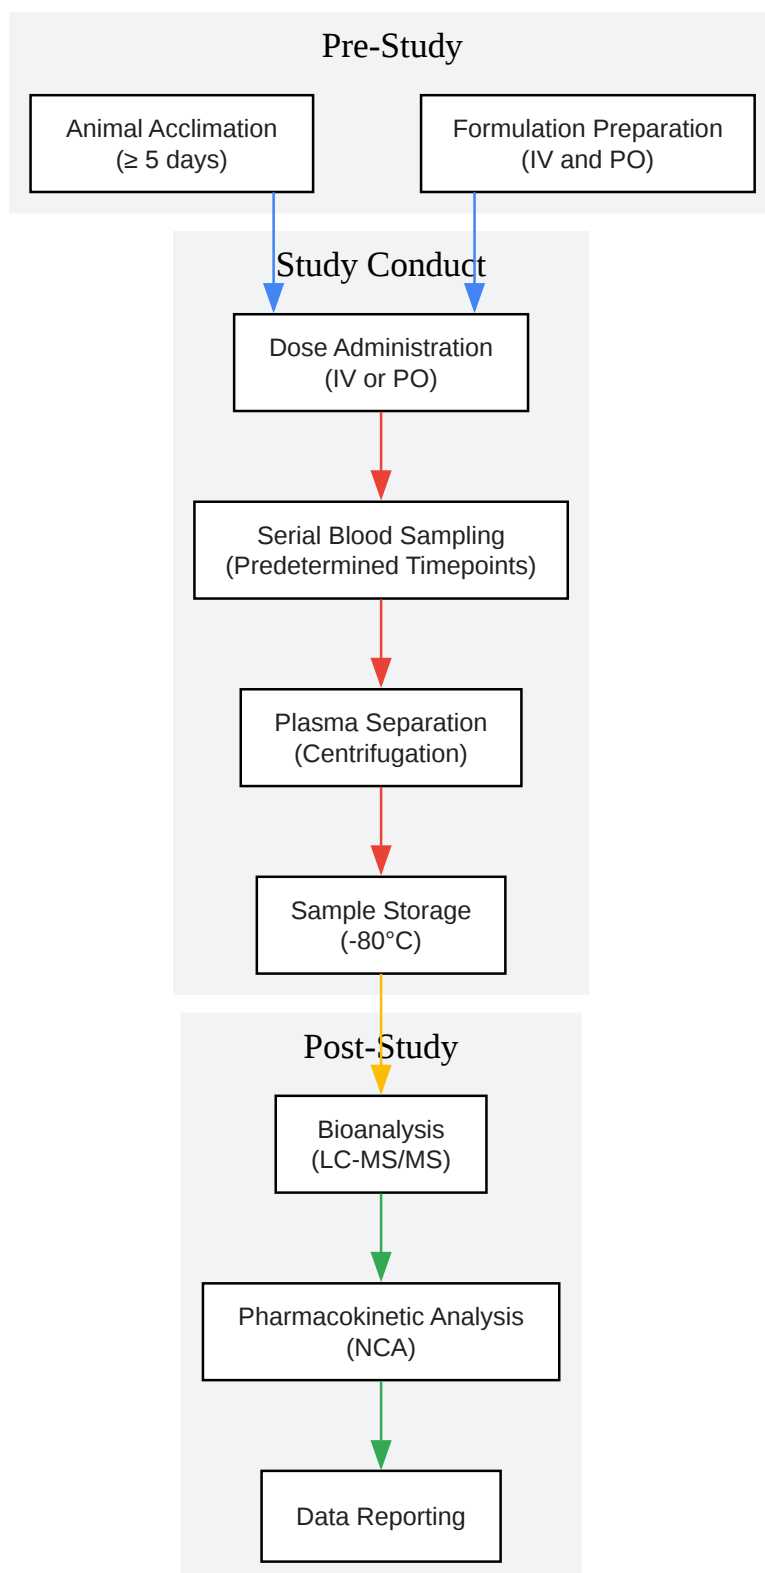 Pre-Study
Animal Acclimation
(≥ 5 days)
Formulation Preparation
(IV and PO)
Study Conduct
Dose Administration
(IV or PO)
Serial Blood Sampling
(Predetermined Timepoints)
Plasma Separation
(Centrifugation)
Sample Storage
(-80°C)
Post-Study
Bioanalysis
(LC-MS/MS)
Pharmacokinetic Analysis
(NCA)
Data Reporting